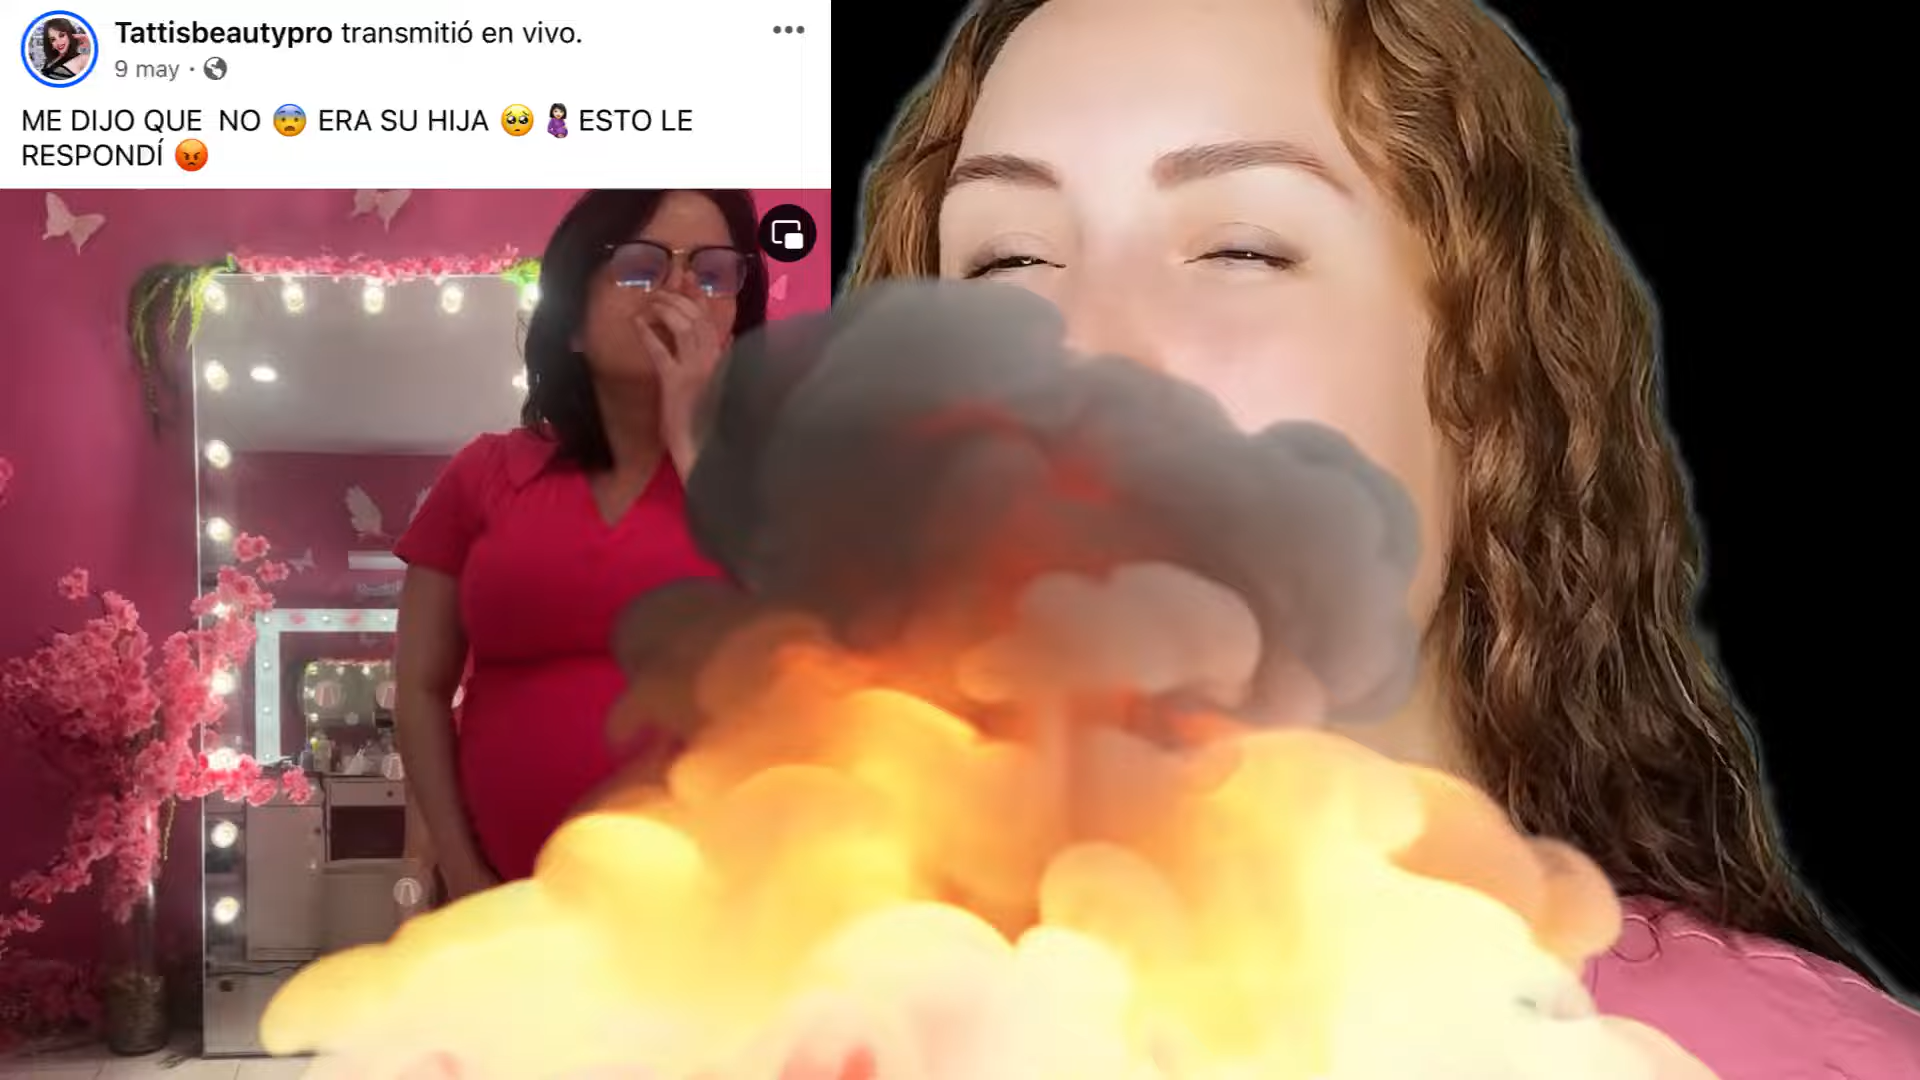 Tattisbeautypro transmitió en vivo.
9 may ·
ME DIJO QUE NO 😨 ERA SU HIJA 🥺 🤰🏻 ESTO LE
RESPONDÍ 😡